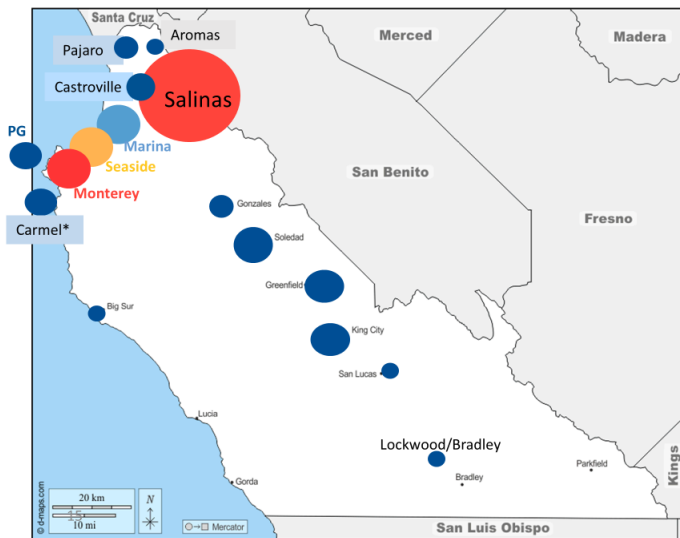 Santa Cruz
Aromas
Merced
Madera
Pajaro
Castroville
Salinas
PG
Marina
Seaside
San Benito
Monterey
Gonzales
Fresno
Carmel*
Soledad
Greenfield
Big Sur
King City
San Lucas
Lucia
Lockwood/Bradley
Parkfield
Kings
Gorda
Bradley
© d-maps.com
20 km
15
10 mi
N
Mercator
San Luis Obispo